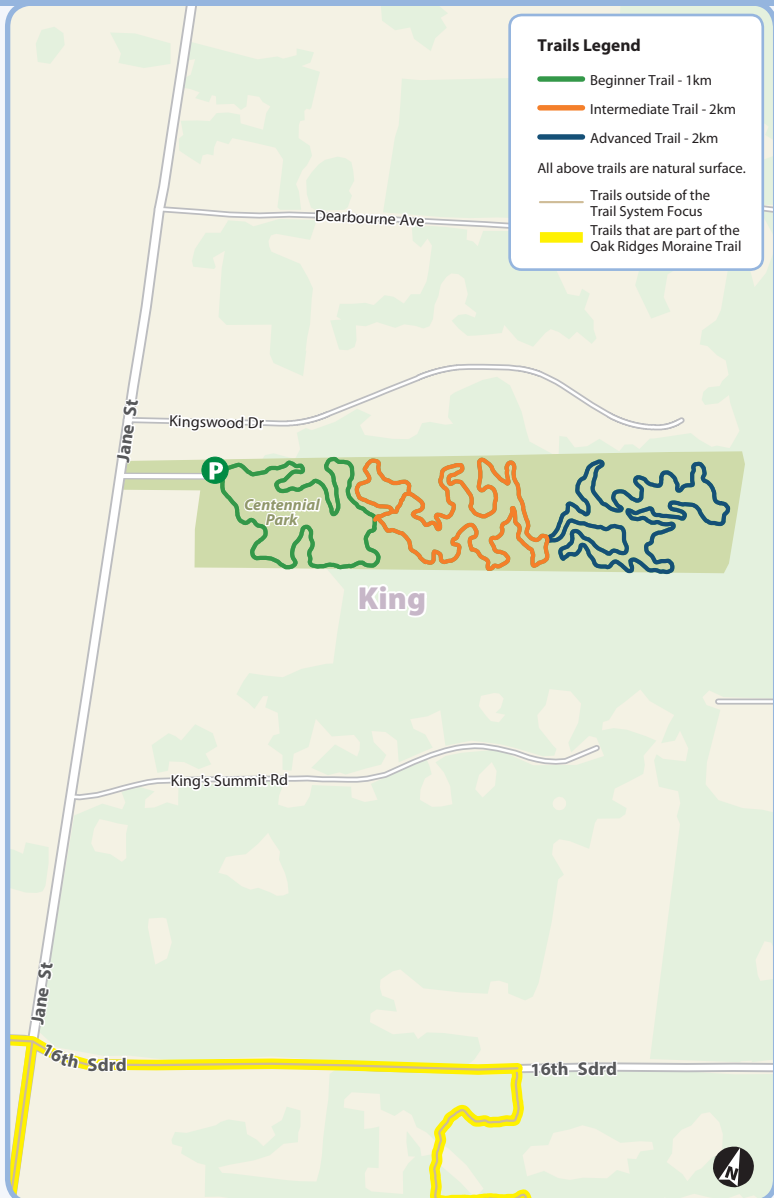 Trails Legend
Beginner Trail - 1km
Intermediate Trail - 2km
Advanced Trail - 2km
All above trails are natural surface.
Trails outside of the
Trail System Focus
Trails that are part of the
Oak Ridges Moraine Trail
Dearbourne Ave
Jane St
Kingswood Dr
P
Centennial
Park
King
King's Summit Rd
Jane St
16th Sdrd
16th Sdrd
N